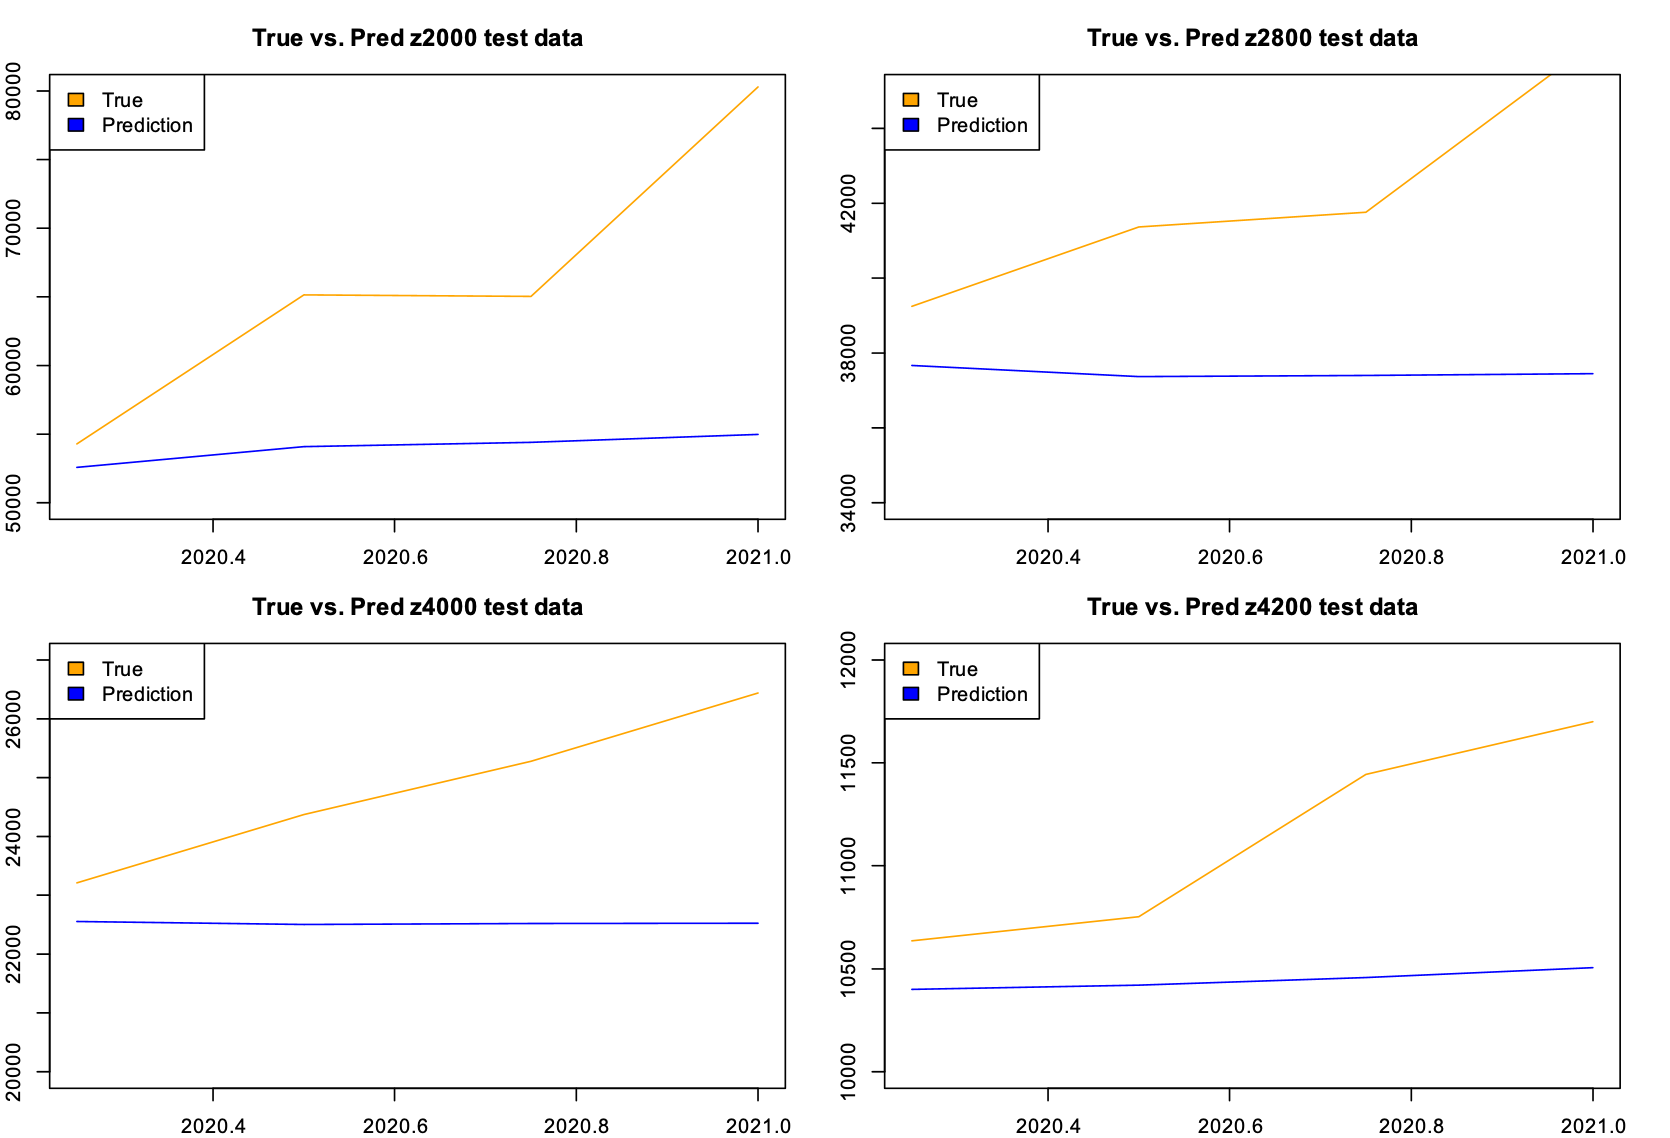 True vs. Pred z2000 test data
True
Prediction
80000
70000
60000
50000
2020.4 2020.6 2020.8 2021.0
True vs. Pred z2800 test data
True
Prediction
42000
38000
34000
2020.4 2020.6 2020.8 2021.0
True vs. Pred z4000 test data
True
Prediction
26000
24000
22000
20000
2020.4 2020.6 2020.8 2021.0
True vs. Pred z4200 test data
True
Prediction
12000
11500
11000
10500
10000
2020.4 2020.6 2020.8 2021.0